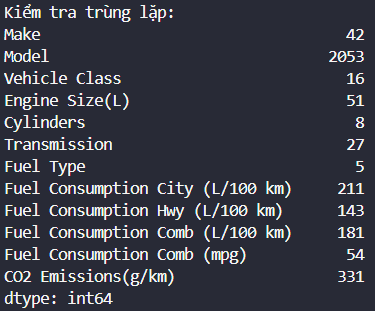 Kiểm tra trùng lặp:
Make 42
Model 2053
Vehicle Class 16
Engine Size(L) 51
Cylinders 8
Transmission 27
Fuel Type 5
Fuel Consumption City (L/100 km) 211
Fuel Consumption Hwy (L/100 km) 143
Fuel Consumption Comb (L/100 km) 181
Fuel Consumption Comb (mpg) 54
CO2 Emissions(g/km) 331
dtype: int64